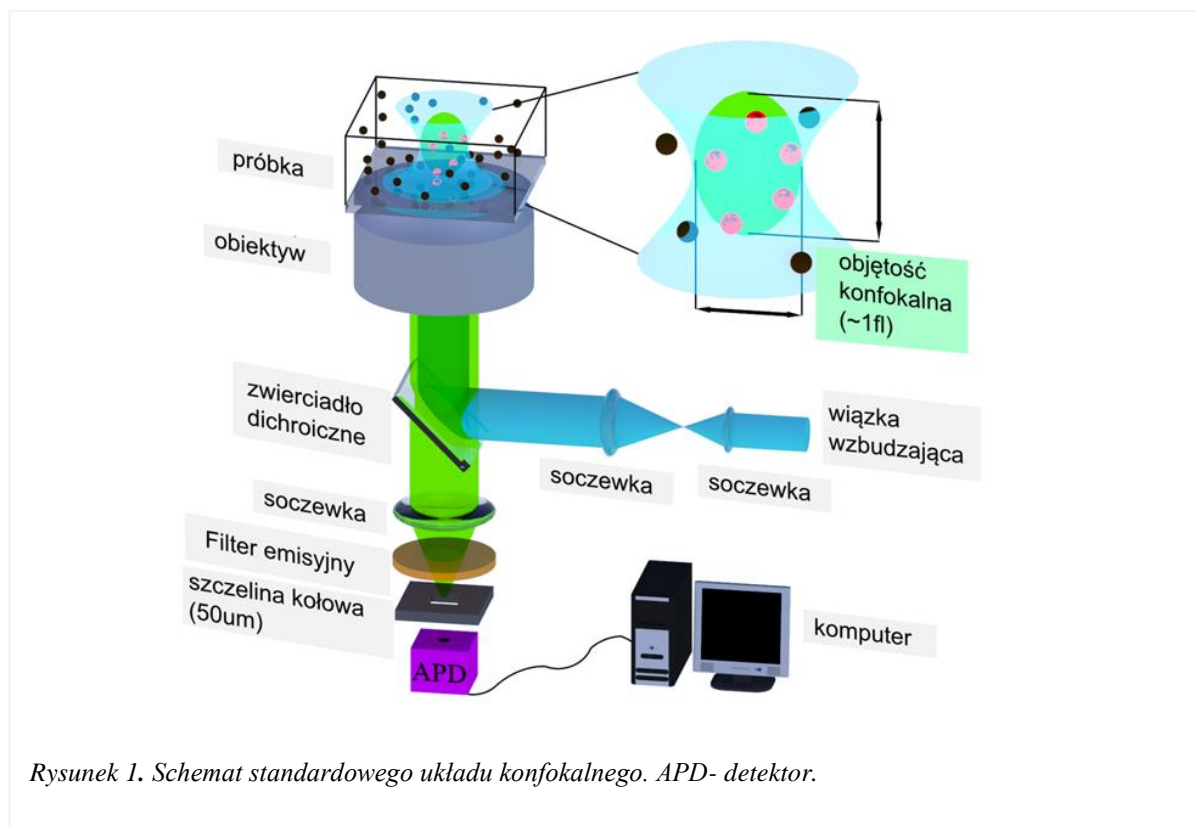 próbka
obiektyw
objętość
konfokalna
(~1fl)
zwierciadło
dichroiczne
wiązka
wzbudzająca
soczewka
soczewka
soczewka
Filter emisyjny
szczelina kołowa
(50um)
APD
komputer
Rysunek 1. Schemat standardowego układu konfokalnego. APD- detektor.